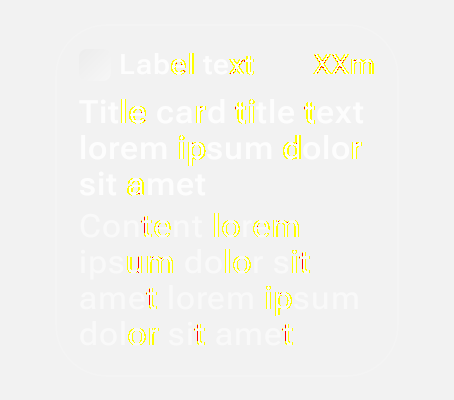 Label text XXm
Title card title text
lorem ipsum dolor
sit amet
Content lorem
ipsum dolor sit
amet lorem ipsum
dolor sit amet